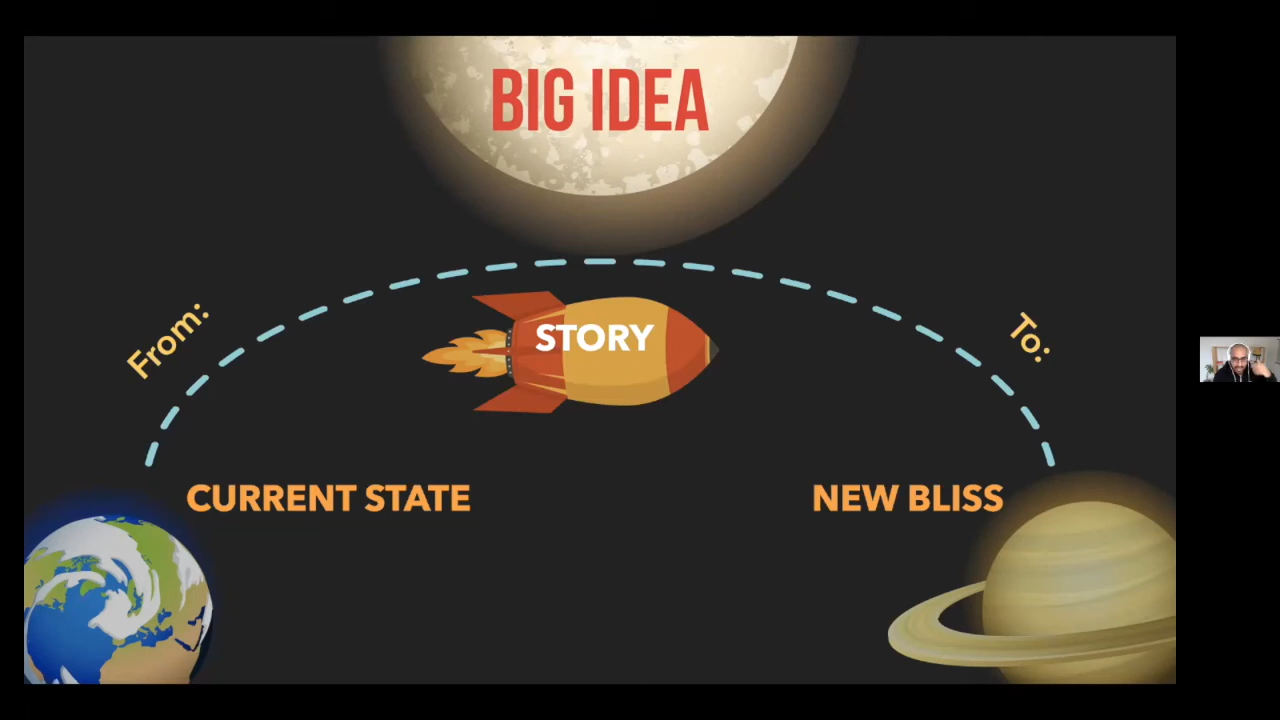 BIG IDEA
From:
To:
STORY
CURRENT STATE
NEW BLISS